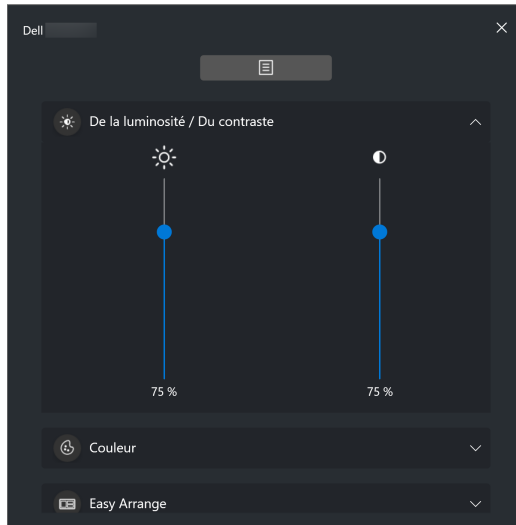 Dell
De la luminosité / Du contraste
75 %
75 %
Couleur
Easy Arrange